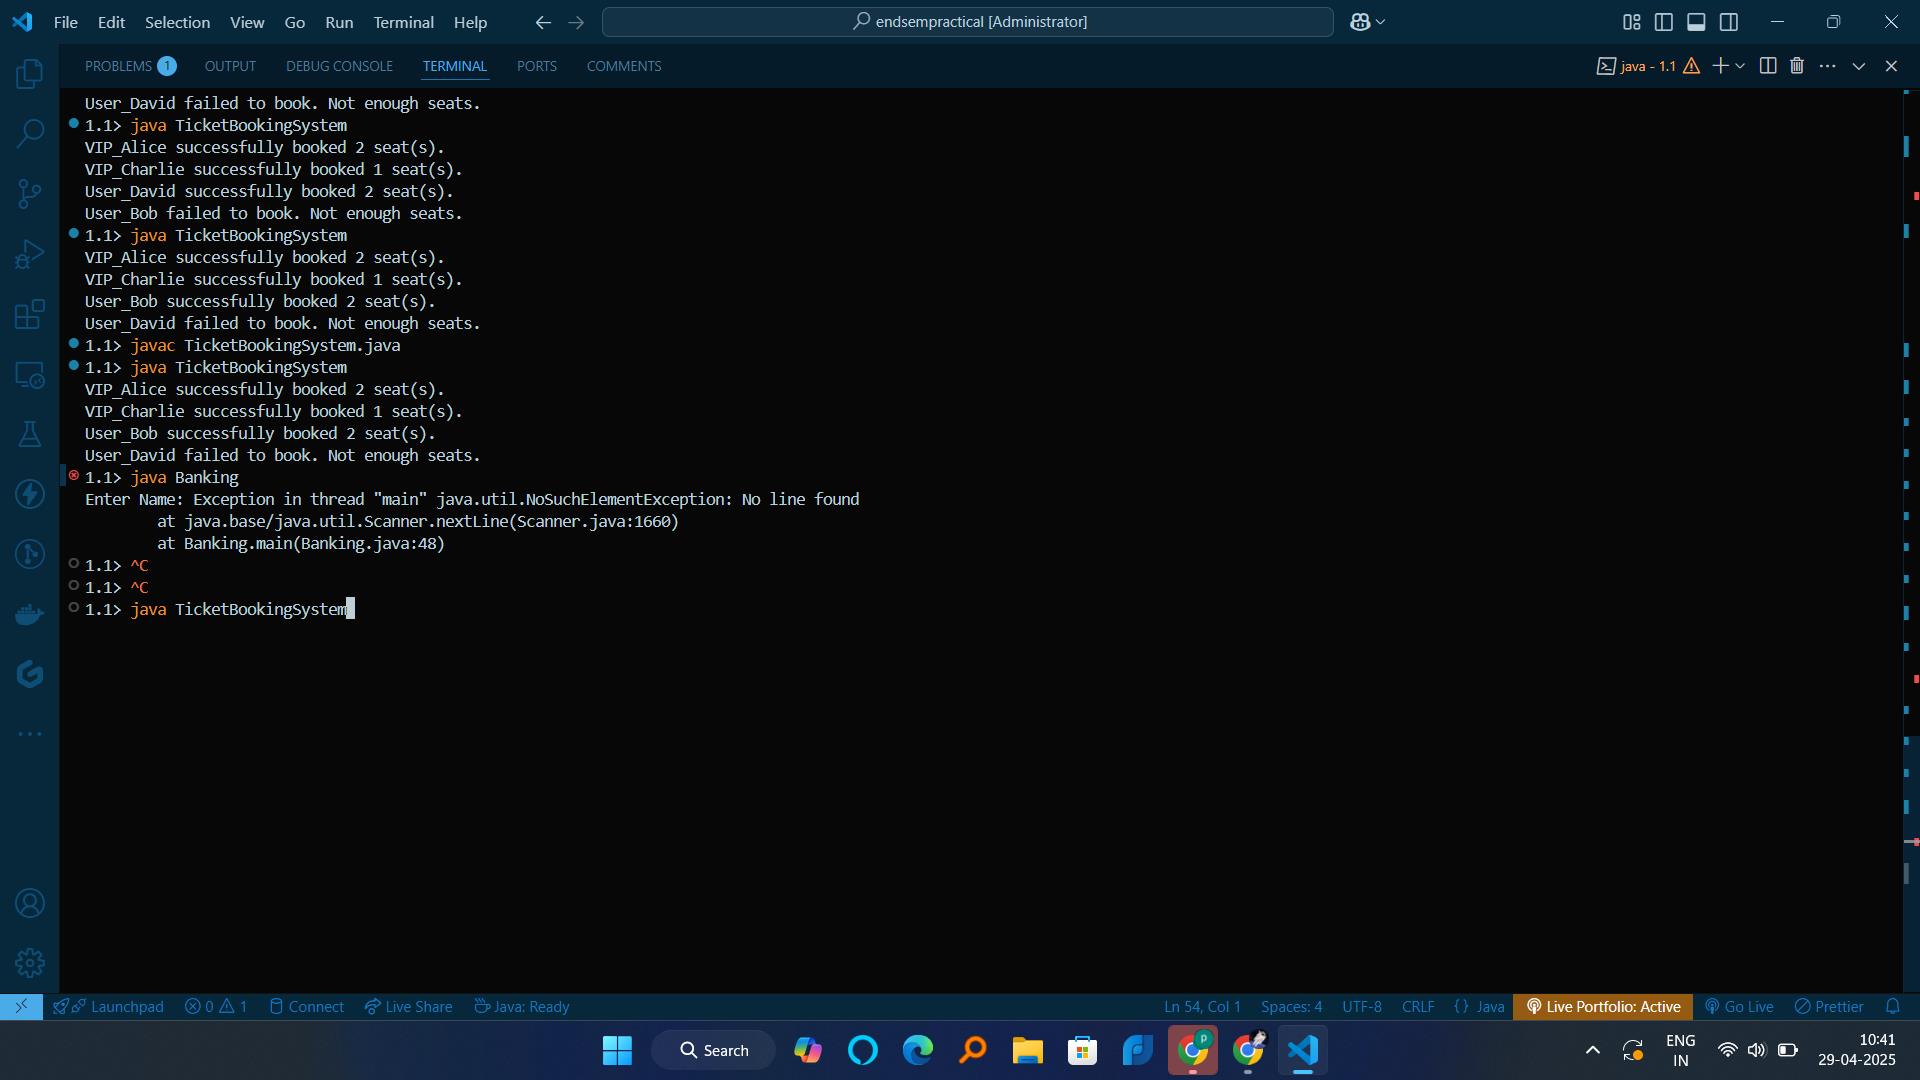 File Edit Selection View Go Run Terminal Help
endsempractical [Administrator]
PROBLEMS 1 OUTPUT DEBUG CONSOLE TERMINAL PORTS COMMENTS
java - 1.1
User_David failed to book. Not enough seats.
1.1> java TicketBookingSystem
VIP_Alice successfully booked 2 seat(s).
VIP_Charlie successfully booked 1 seat(s).
User_David successfully booked 2 seat(s).
User_Bob failed to book. Not enough seats.
1.1> java TicketBookingSystem
VIP_Alice successfully booked 2 seat(s).
VIP_Charlie successfully booked 1 seat(s).
User_Bob successfully booked 2 seat(s).
User_David failed to book. Not enough seats.
1.1> javac TicketBookingSystem.java
1.1> java TicketBookingSystem
VIP_Alice successfully booked 2 seat(s).
VIP_Charlie successfully booked 1 seat(s).
User_Bob successfully booked 2 seat(s).
User_David failed to book. Not enough seats.
1.1> java Banking
Enter Name: Exception in thread "main" java.util.NoSuchElementException: No line found
at java.base/java.util.Scanner.nextLine(Scanner.java:1660)
at Banking.main(Banking.java:48)
1.1> ^C
1.1> ^C
1.1> java TicketBookingSystem
Launchpad 0 1 Connect Live Share Java: Ready
Ln 54, Col 1 Spaces: 4 UTF-8 CRLF {} Java Live Portfolio: Active Go Live Prettier
Search
ENG
IN
10:41
29-04-2025